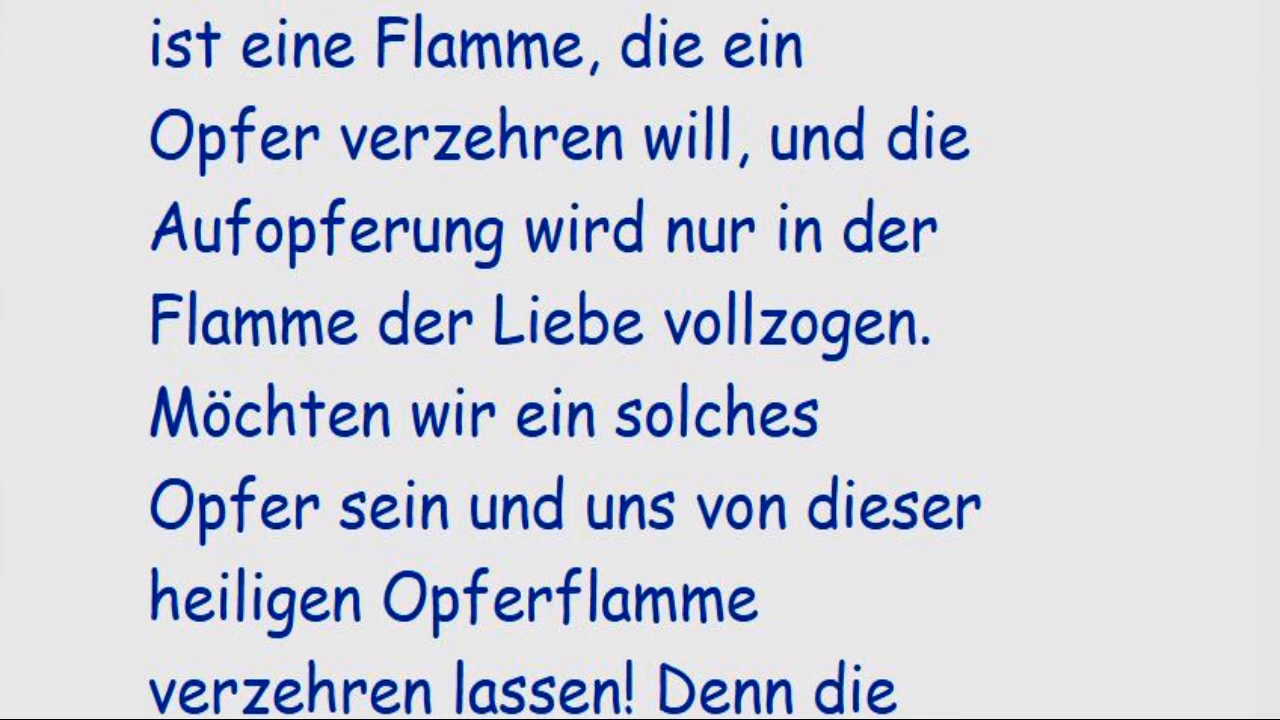 ist eine Flamme, die ein
Opfer verzehren will, und die
Aufopferung wird nur in der
Flamme der Liebe vollzogen.
Möchten wir ein solches
Opfer sein und uns von dieser
heiligen Opferflamme
verzehren lassen! Denn die